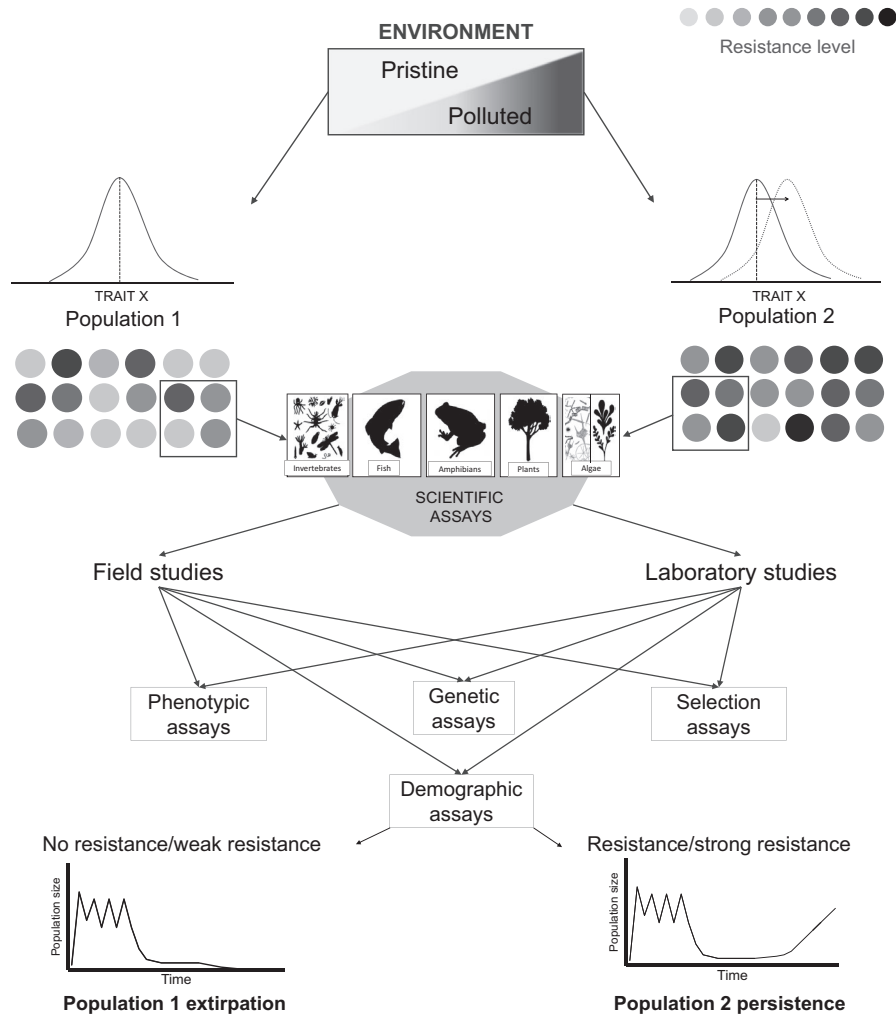 ENVIRONMENT
Resistance level
Pristine
Polluted
TRAIT X
Population 1
TRAIT X
Population 2
Invertebrates
Fish
Amphibians
Plants
Algae
SCIENTIFIC
ASSAYS
Field studies
Laboratory studies
Phenotypic
assays
Genetic
assays
Selection
assays
Demographic
assays
No resistance/weak resistance
Resistance/strong resistance
Population size
Time
Population size
Time
Population 1 extirpation
Population 2 persistence